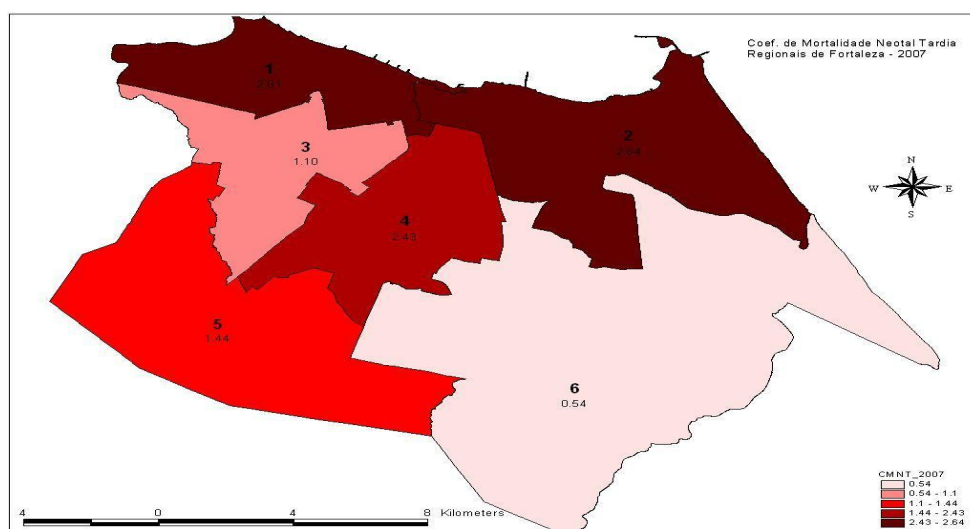 Coef. de Mortalidade Neotal Tardia
Regionais de Fortaleza - 2007
1
2
2.64
3
1.10
4
2.43
N
W E
S
5
1.44
6
0.54
CMNT_2007
0.54
0.54 - 1.1
1.1 - 1.44
1.44 - 2.43
2.43 - 2.64
4 0 4 8 Kilometers